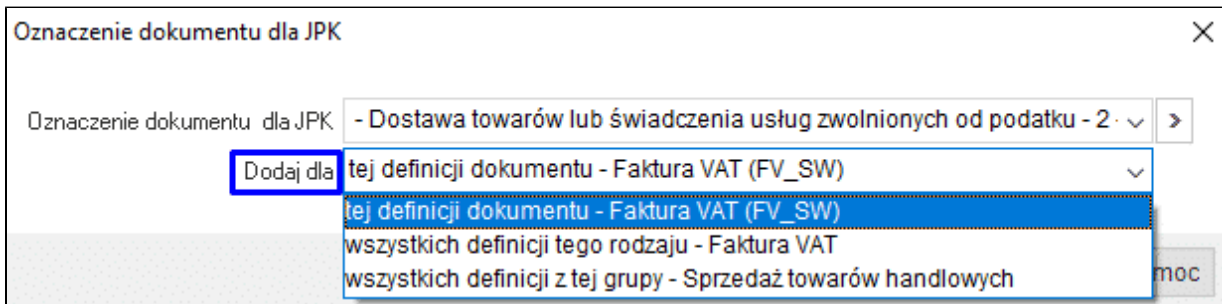 Oznaczenie dokumentu dla JPK
Oznaczenie dokumentu dla JPK - Dostawa towarów lub świadczenia usług zwolnionych od podatku - 2
Dodaj dla tej definicji dokumentu - Faktura VAT (FV_SW)
tej definicji dokumentu - Faktura VAT (FV_SW)
wszystkich definicji tego rodzaju - Faktura VAT
wszystkich definicji z tej grupy - Sprzedaż towarów handlowych
moc